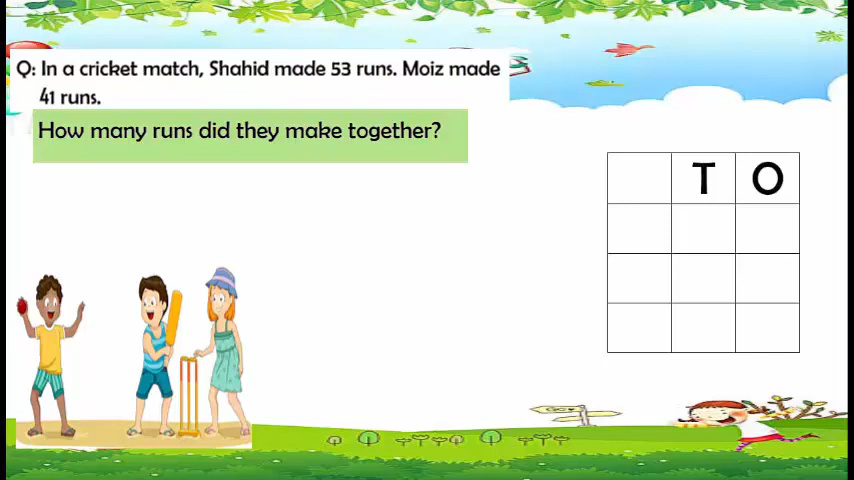 Q: In a cricket match, Shahid made 53 runs. Moiz made
41 runs.
How many runs did they make together?
T O